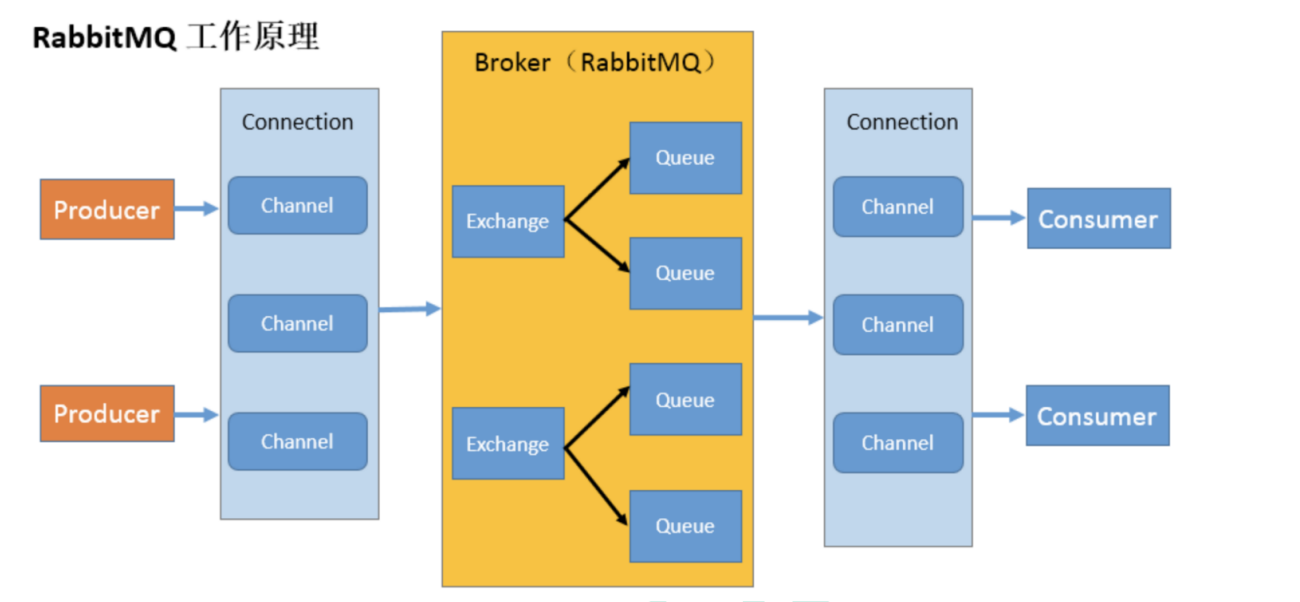 RabbitMQ 工作原理
Broker（RabbitMQ）
Connection
Connection
Producer
Channel
Exchange
Queue
Queue
Channel
Consumer
Channel
Channel
Producer
Channel
Exchange
Queue
Queue
Channel
Consumer